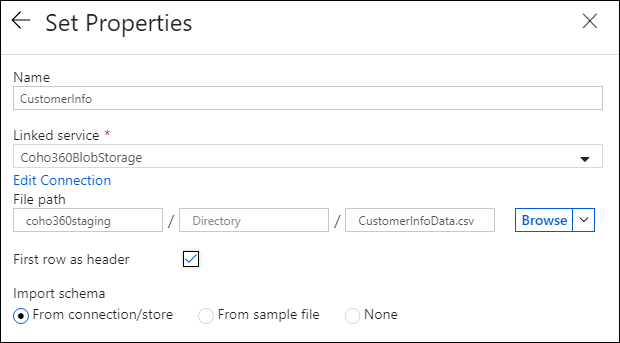 Set Properties
Name
CustomerInfo
Linked service *
Coho360BlobStorage
Edit Connection
File path
coho360staging / Directory / CustomerInfoData.csv Browse
First row as header
Import schema
From connection/store From sample file None